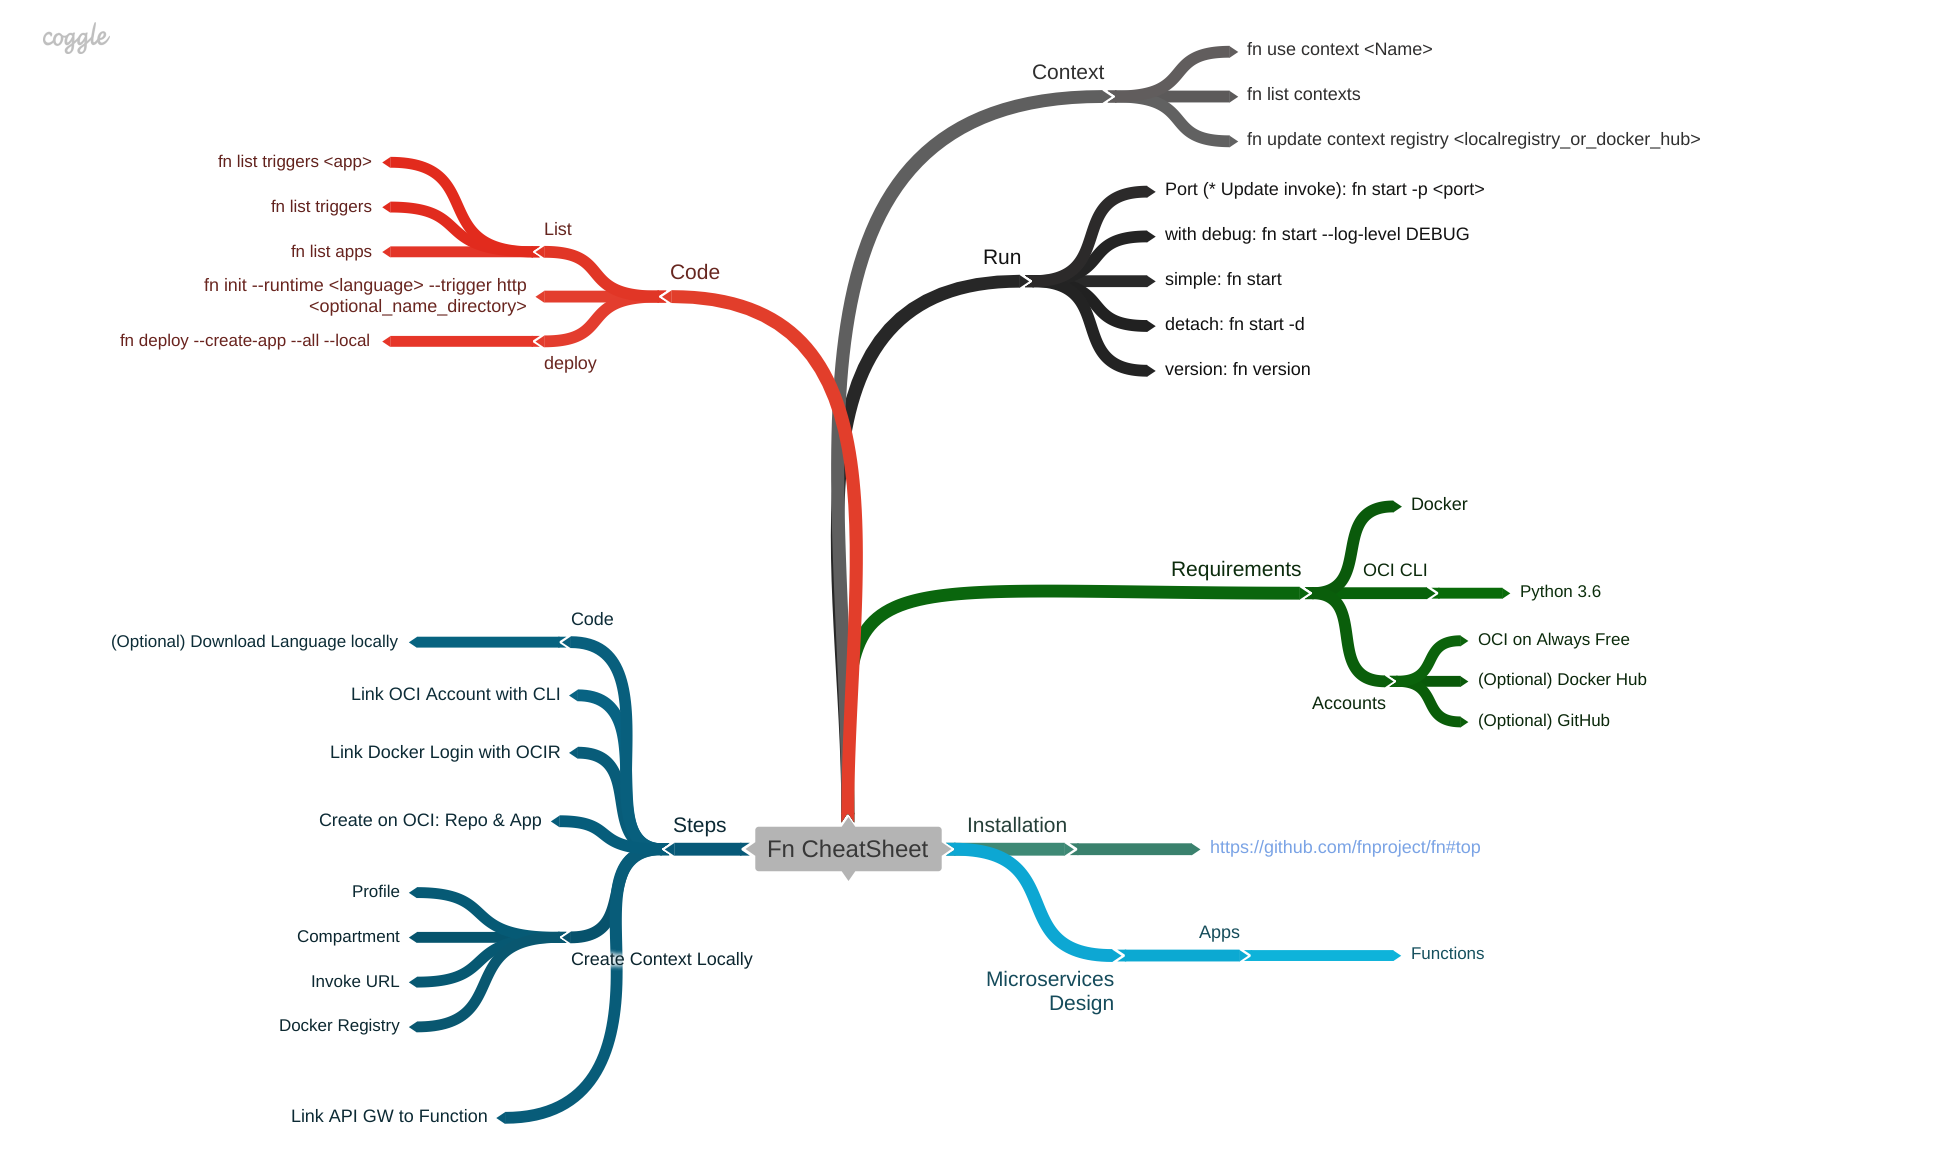 coggle
Context
fn use context <Name>
fn list contexts
fn update context registry <localregistry_or_docker_hub>
Run
Port (* Update invoke): fn start -p <port>
with debug: fn start --log-level DEBUG
simple: fn start
detach: fn start -d
version: fn version
Code
List
fn list triggers <app>
fn list triggers
fn list apps
fn init --runtime <language> --trigger http
<optional_name_directory>
deploy
fn deploy --create-app --all --local
Requirements
Docker
OCI CLI
Python 3.6
Accounts
OCI on Always Free
(Optional) Docker Hub
(Optional) GitHub
Fn CheatSheet
Installation
https://github.com/fnproject/fn#top
Microservices
Design
Apps
Functions
Steps
Code
(Optional) Download Language locally
Link OCI Account with CLI
Link Docker Login with OCIR
Create on OCI: Repo & App
Create Context Locally
Profile
Compartment
Invoke URL
Docker Registry
Link API GW to Function